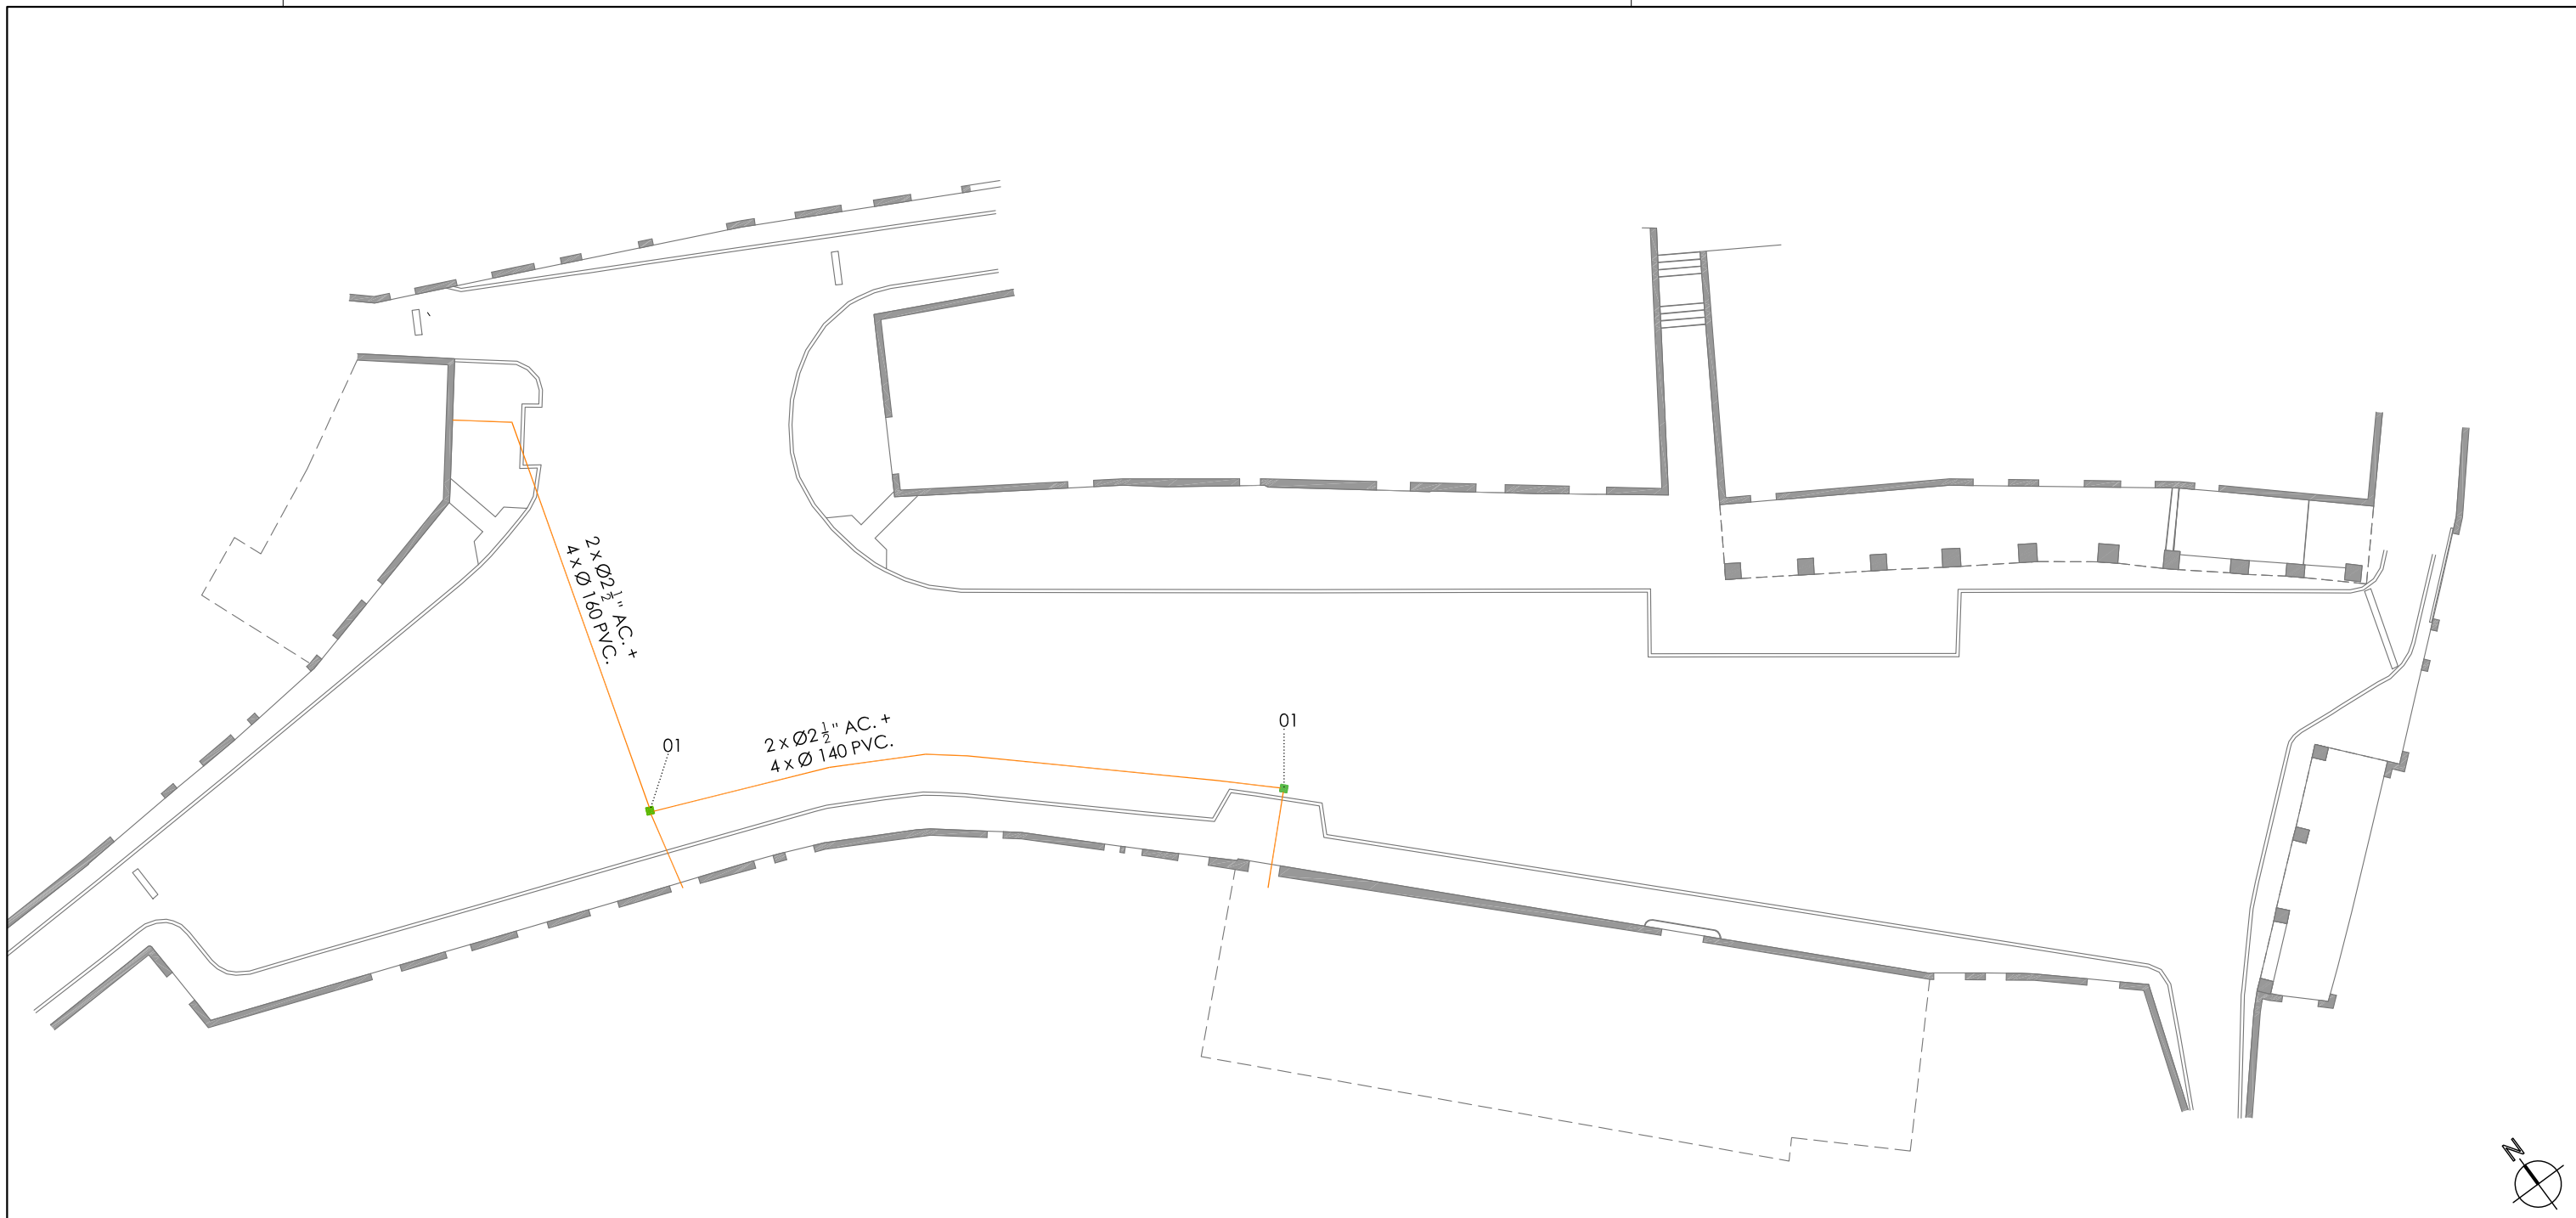 2 x Ø2 1/2" AC. +
4 x Ø 160 PVC.
01
2 x Ø2 1/2" AC. +
4 x Ø 140 PVC.
01
N